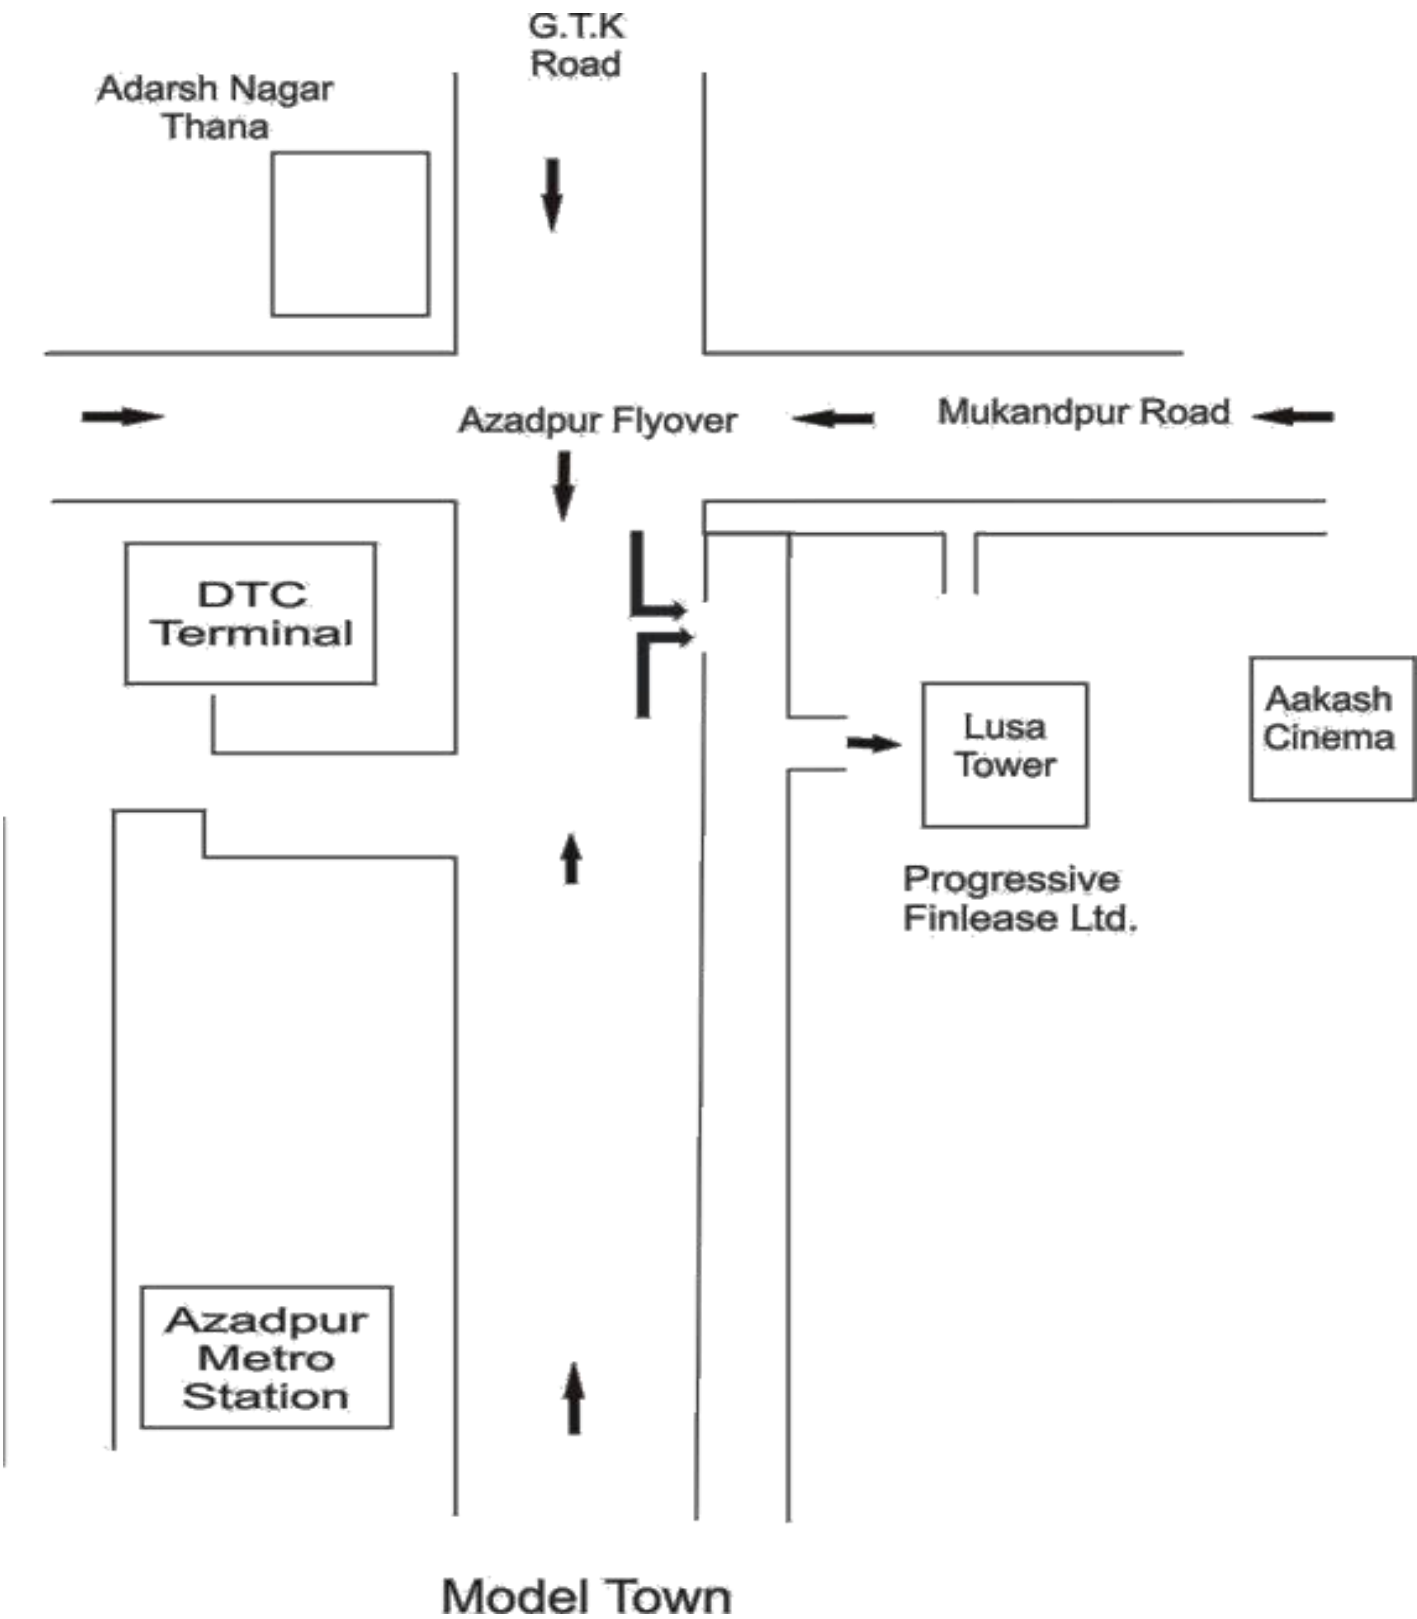 G.T.K
Road
Adarsh Nagar
Thana
Azadpur Flyover
Mukandpur Road
DTC
Terminal
Lusa
Tower
Aakash
Cinema
Progressive
Finlease Ltd.
Azadpur
Metro
Station
Model Town